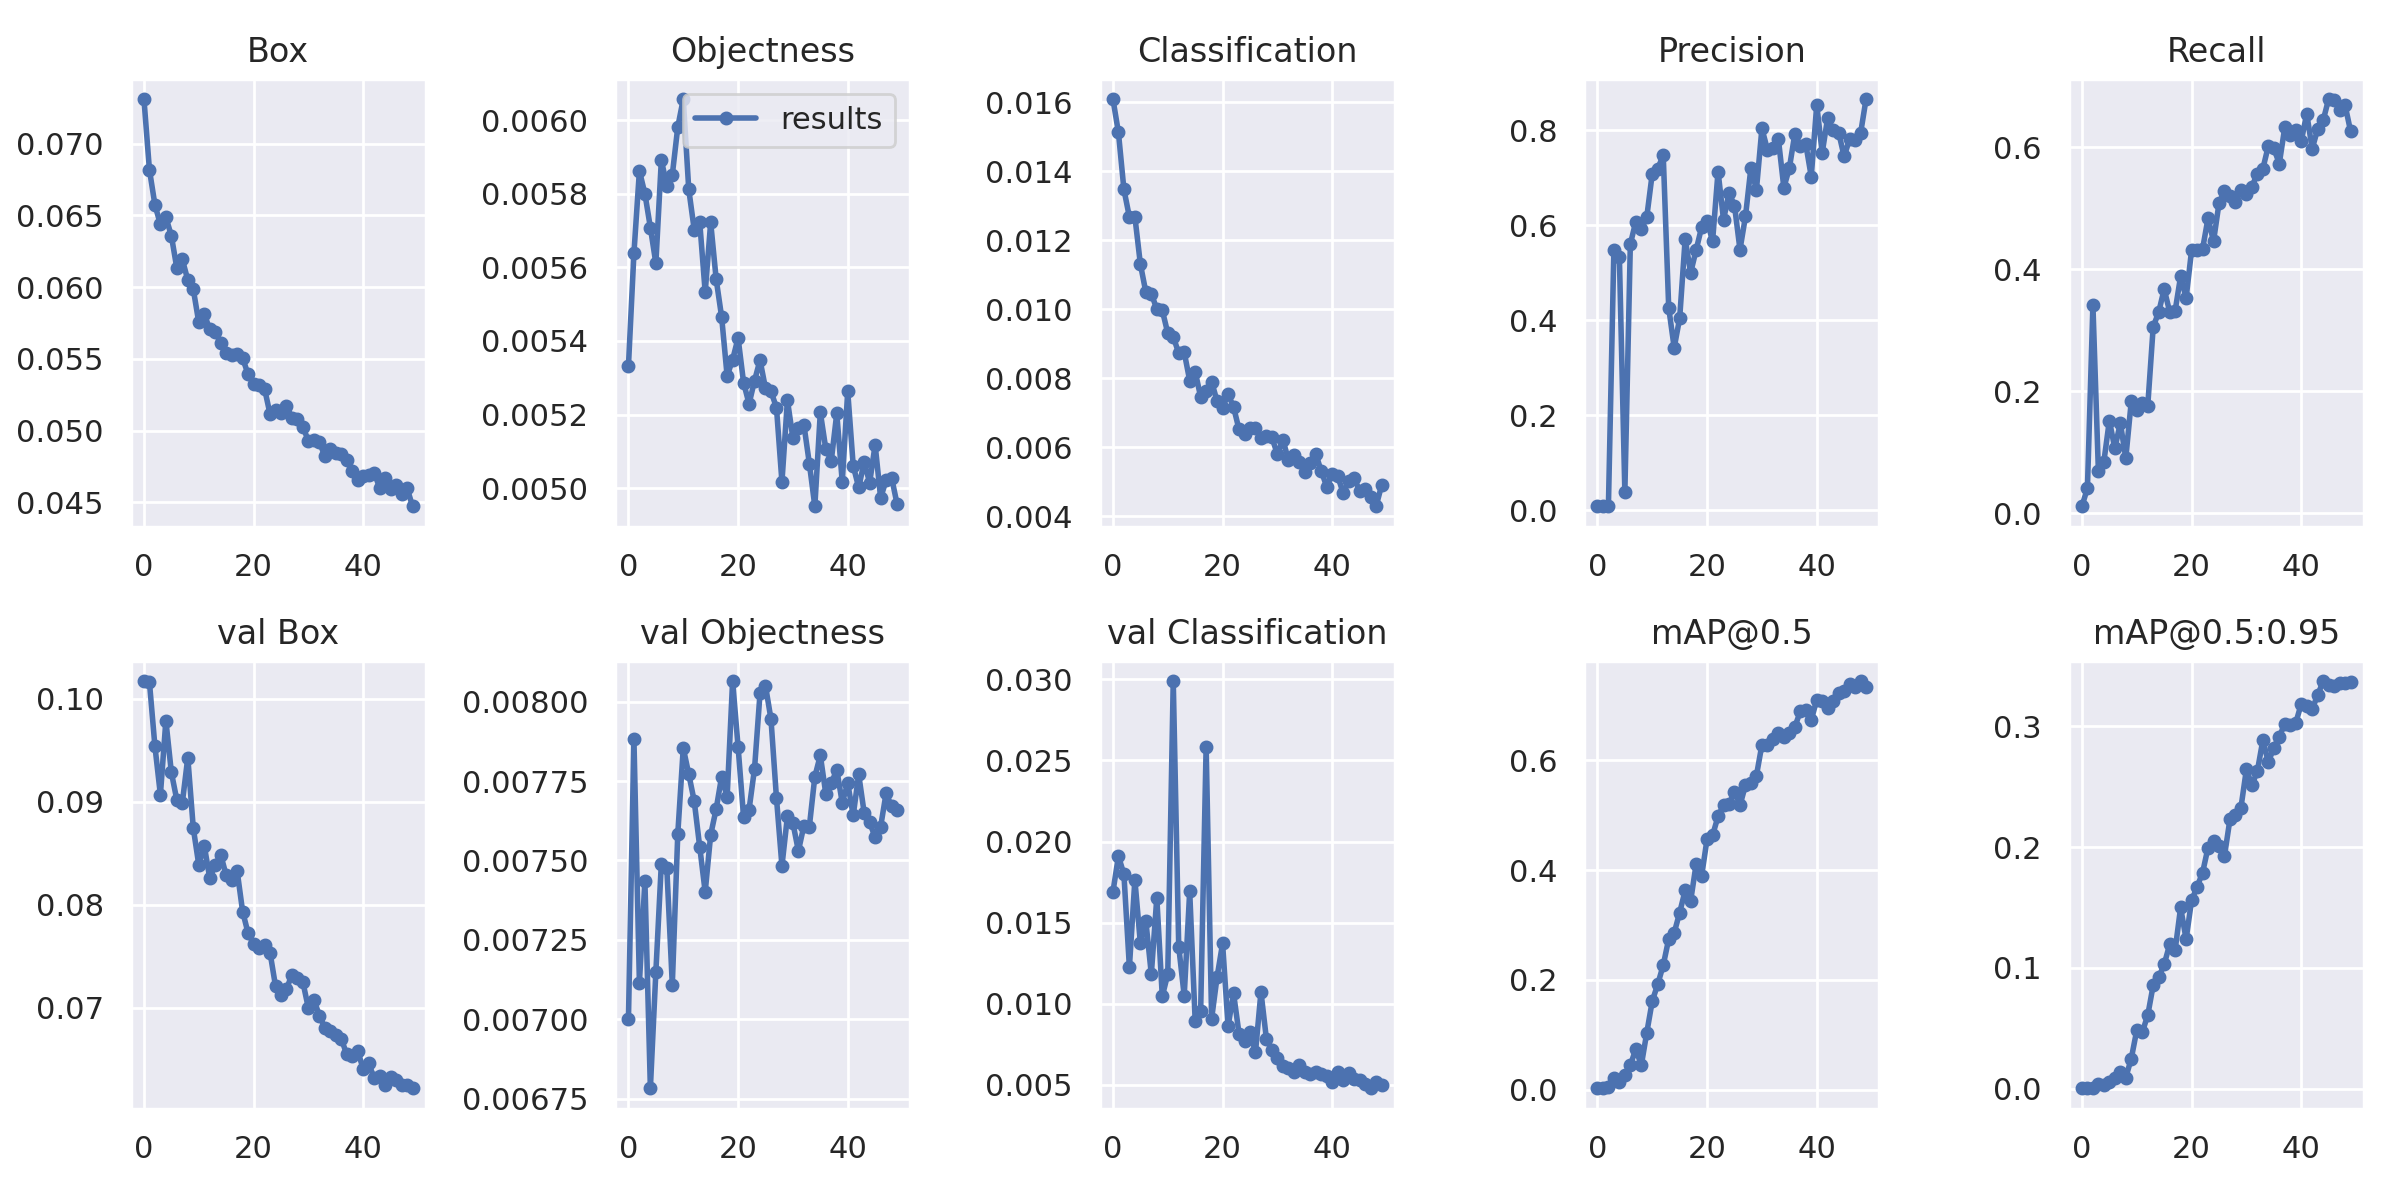 Box
Objectness
Classification
Precision
Recall
0.070
0.065
0.060
0.055
0.050
0.045
0 20 40
results
0.0060
0.0058
0.0056
0.0054
0.0052
0.0050
0 20 40
0.016
0.014
0.012
0.010
0.008
0.006
0.004
0 20 40
0.8
0.6
0.4
0.2
0.0
0 20 40
0.6
0.4
0.2
0.0
0 20 40
val Box
val Objectness
val Classification
mAP@0.5
mAP@0.5:0.95
0.10
0.09
0.08
0.07
0 20 40
0.00800
0.00775
0.00750
0.00725
0.00700
0.00675
0 20 40
0.030
0.025
0.020
0.015
0.010
0.005
0 20 40
0.6
0.4
0.2
0.0
0 20 40
0.3
0.2
0.1
0.0
0 20 40